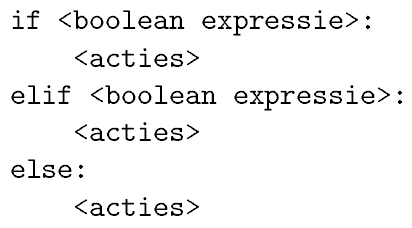 if <boolean expressie>:
    <acties>
elif <boolean expressie>:
    <acties>
else:
    <acties>